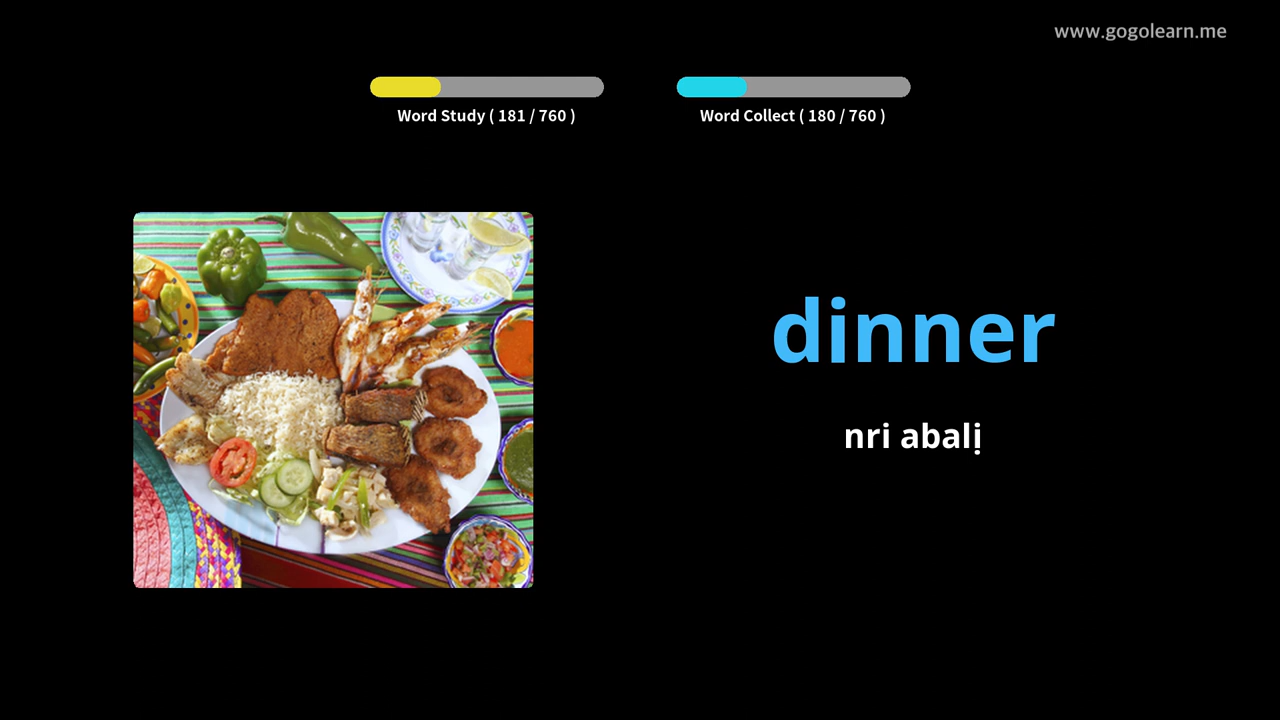 www.gogolearn.me
Word Study ( 181 / 760 )
Word Collect ( 180 / 760 )
dinner
nri abalị